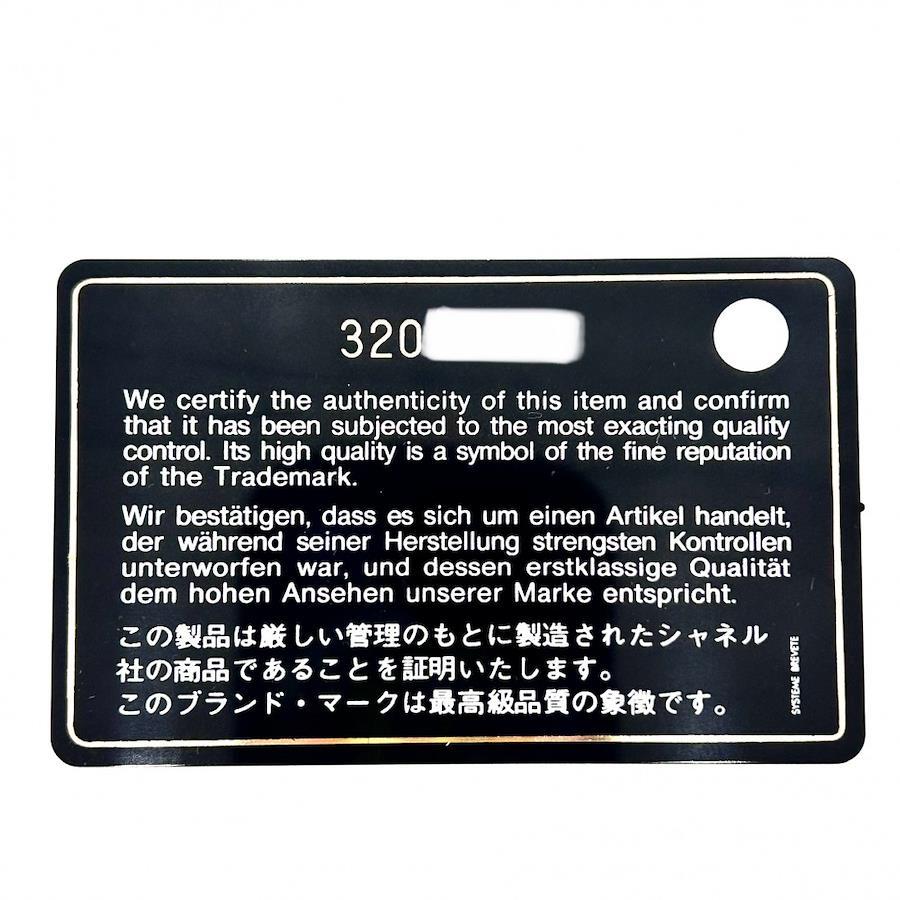 320
We certify the authenticity of this item and confirm
that it has been subjected to the most exacting quality
control. Its high quality is a symbol of the fine reputation
of the Trademark.
Wir bestätigen, dass es sich um einen Artikel handelt,
der während seiner Herstellung strengsten Kontrollen
unterworfen war, und dessen erstklassige Qualität
dem hohen Ansehen unserer Marke entspricht.
この製品は厳しい管理のもとに製造されたシャネル
社の商品であることを証明いたします。
このブランド・マークは最高級品質の象徴です。
SYSTEME BREVETE